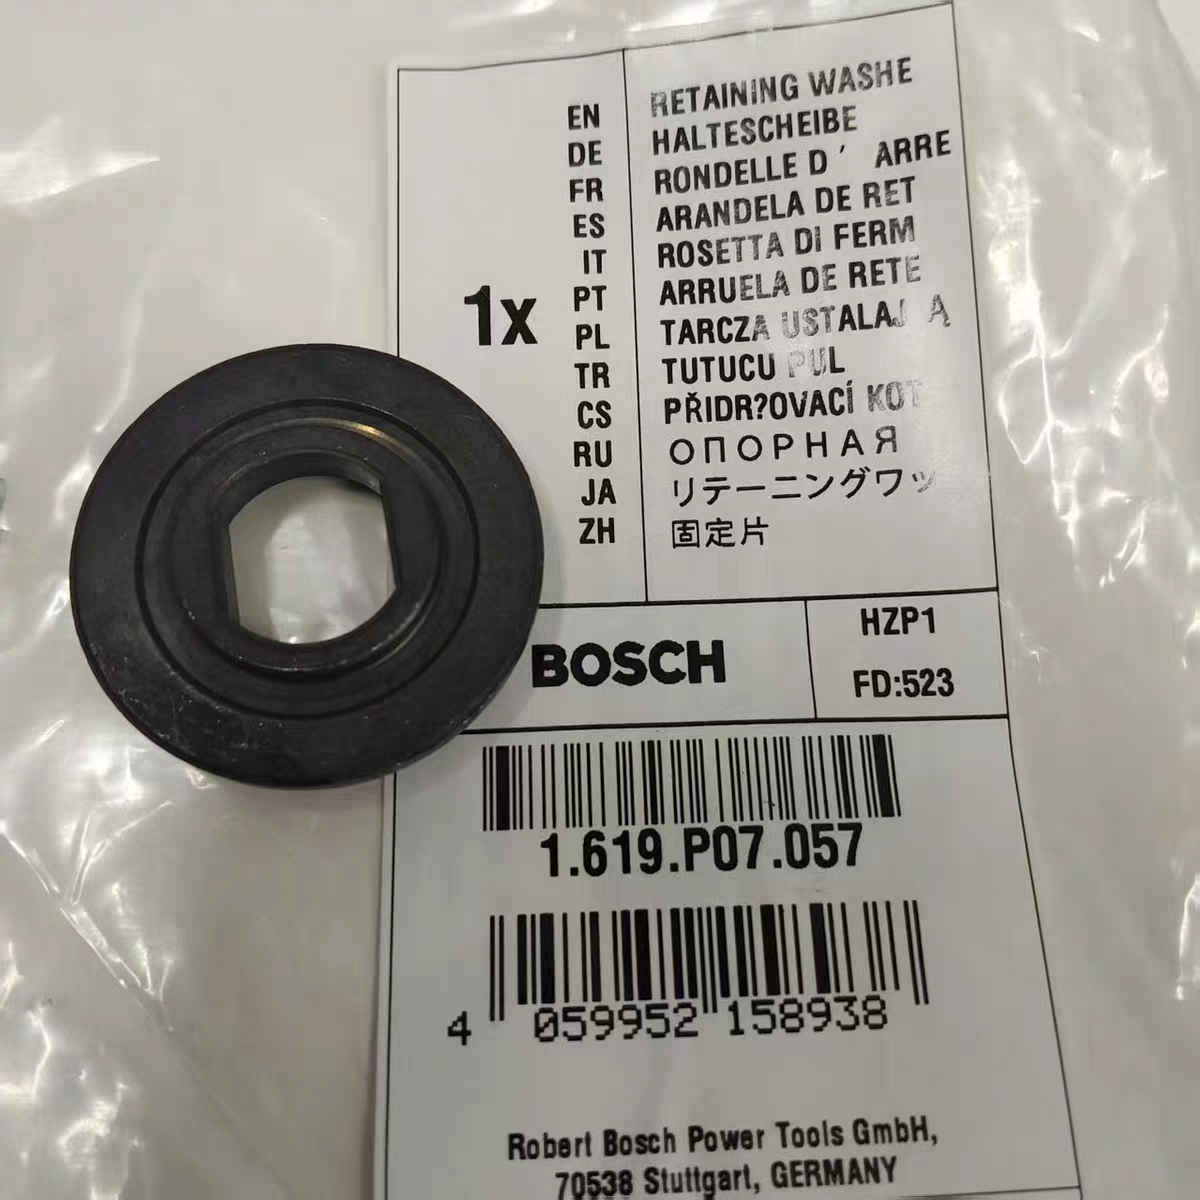 1x
EN RETAINING WASHE
DE HALTESCHEIBE
FR RONDELLE D' ARRE
ES ARANDELA DE RET
IT ROSETTA DI FERM
PT ARRUELA DE RETE
PL TARCZA USTALAJĄ
TR TUTUCU PUL
CS PŘIDR?OVACÍ KOT
RU ОПОРНАЯ
JA リテーニングワッ
ZH 固定片
BOSCH
HZP1
FD:523
1.619.P07.057
4 059952 158938
Robert Bosch Power Tools GmbH,
70538 Stuttgart, GERMANY